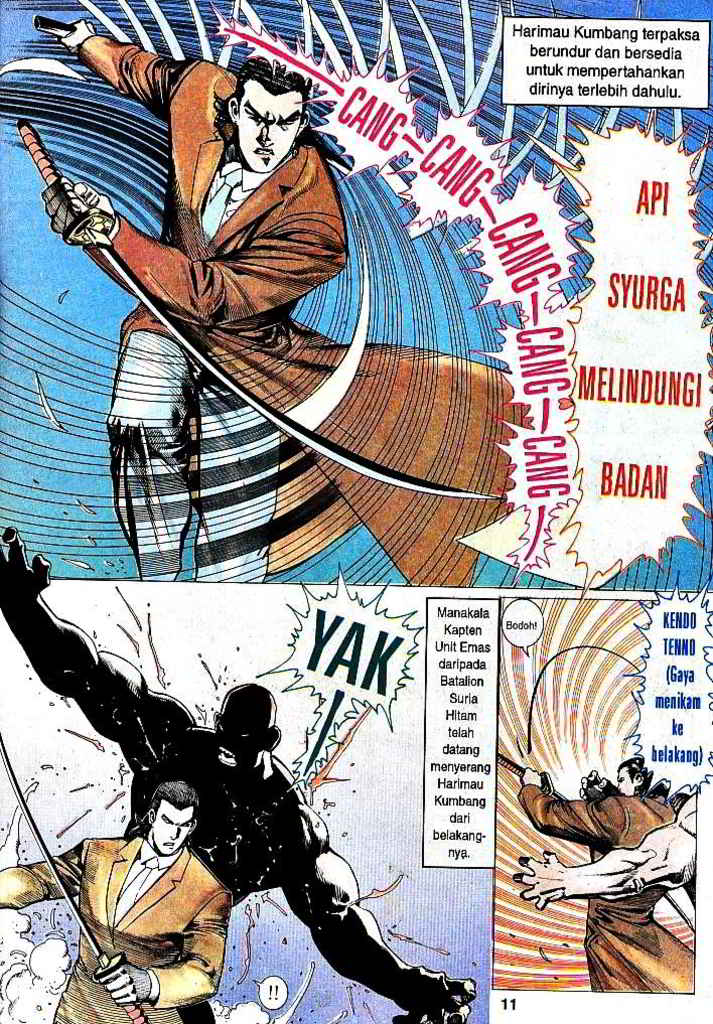 Harimau Kumbang terpaksa
berundur dan bersedia
untuk mempertahankan
dirinya terlebih dahulu.
CANG-CANG-CANG-CANG-CANG-
API
SYURGA
MELINDUNGI
BADAN
YAK
Manakala
Kapten
Unit Emas
daripada
Batalion
Suria
Hitam
telah
datang
menyerang
Harimau
Kumbang
dari
belakang-
nya.
Bodoh!
KENDO
TENNO
(Gaya
menikam
ke
belakang)
!!
11